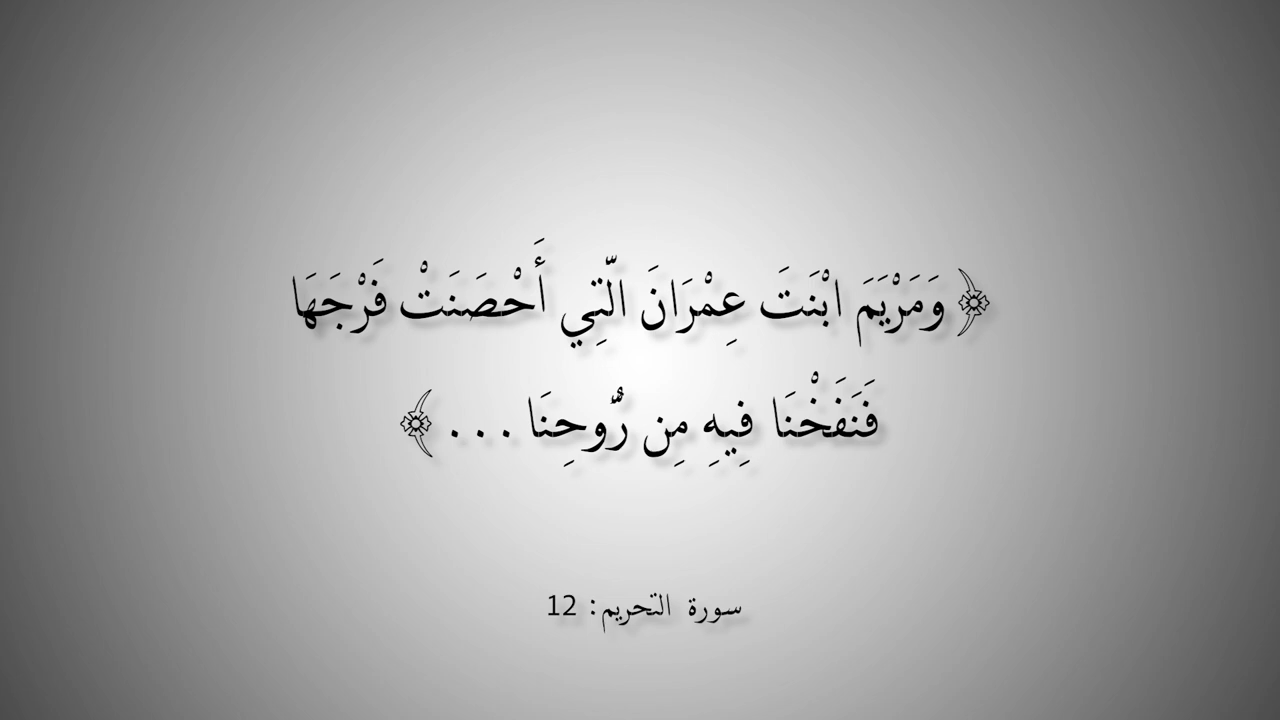 ﴿ وَمَرْيَمَ ابْنَتَ عِمْرَانَ الَّتِي أَحْصَنَتْ فَرْجَهَا
فَنَفَخْنَا فِيهِ مِن رُّوحِنَا . . . ﴾
سورة التحريم: 12